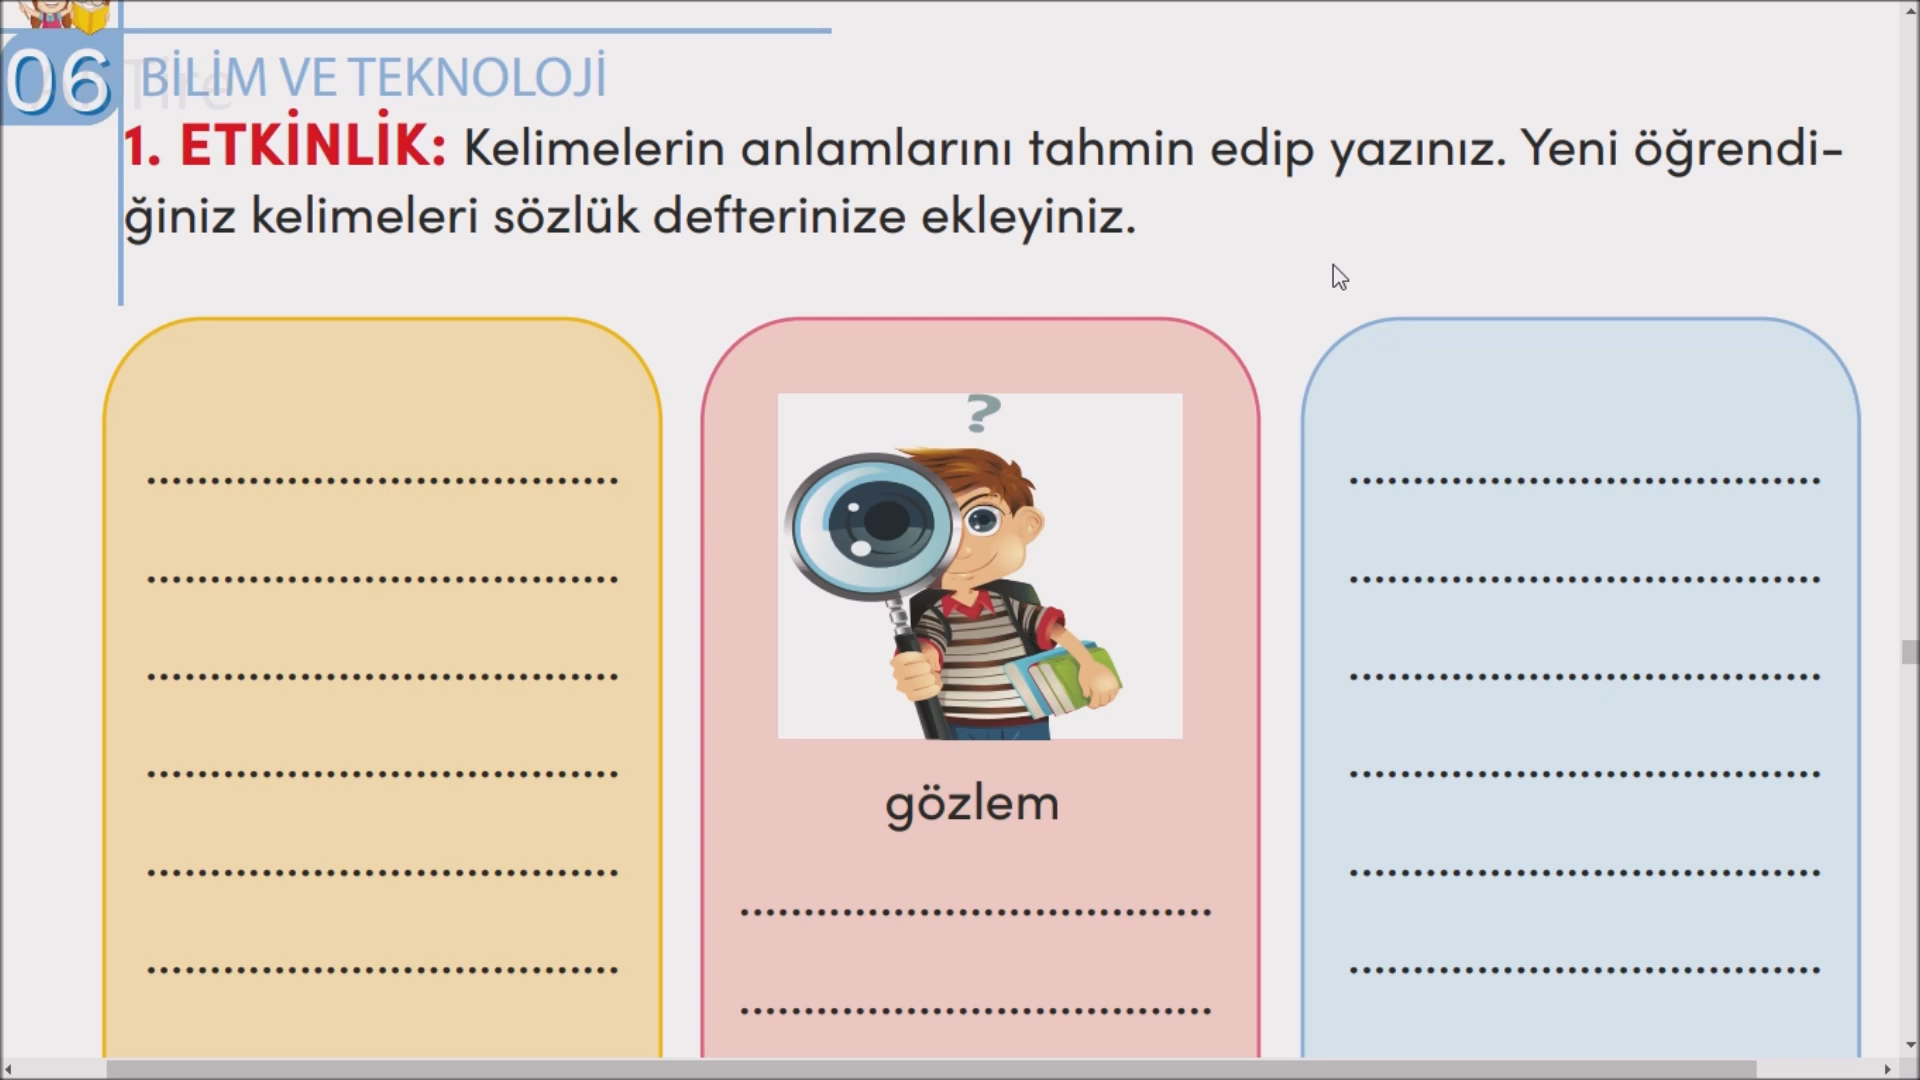 06
BİLİM VE TEKNOLOJİ
1. ETKİNLİK: Kelimelerin anlamlarını tahmin edip yazınız. Yeni öğrendi-
ğiniz kelimeleri sözlük defterinize ekleyiniz.
?
gözlem